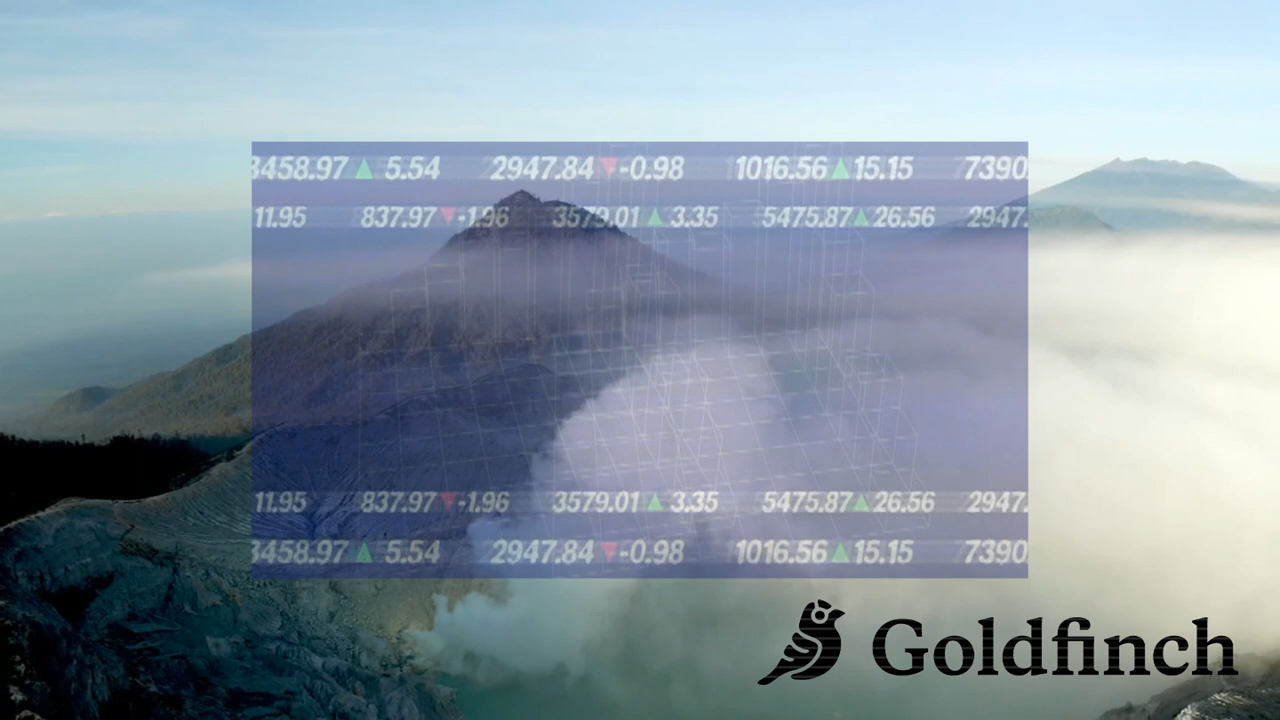 3458.97 ▲ 5.54 2947.84 ▼ -0.98 1016.56 ▲ 15.15 7390.
11.95 837.97 ▼ -1.96 3579.01 ▲ 3.35 5475.87 ▲ 26.56 2947.
11.95 837.97 ▼ -1.96 3579.01 ▲ 3.35 5475.87 ▲ 26.56 2947.
3458.97 ▲ 5.54 2947.84 ▼ -0.98 1016.56 ▲ 15.15 7390.
Goldfinch